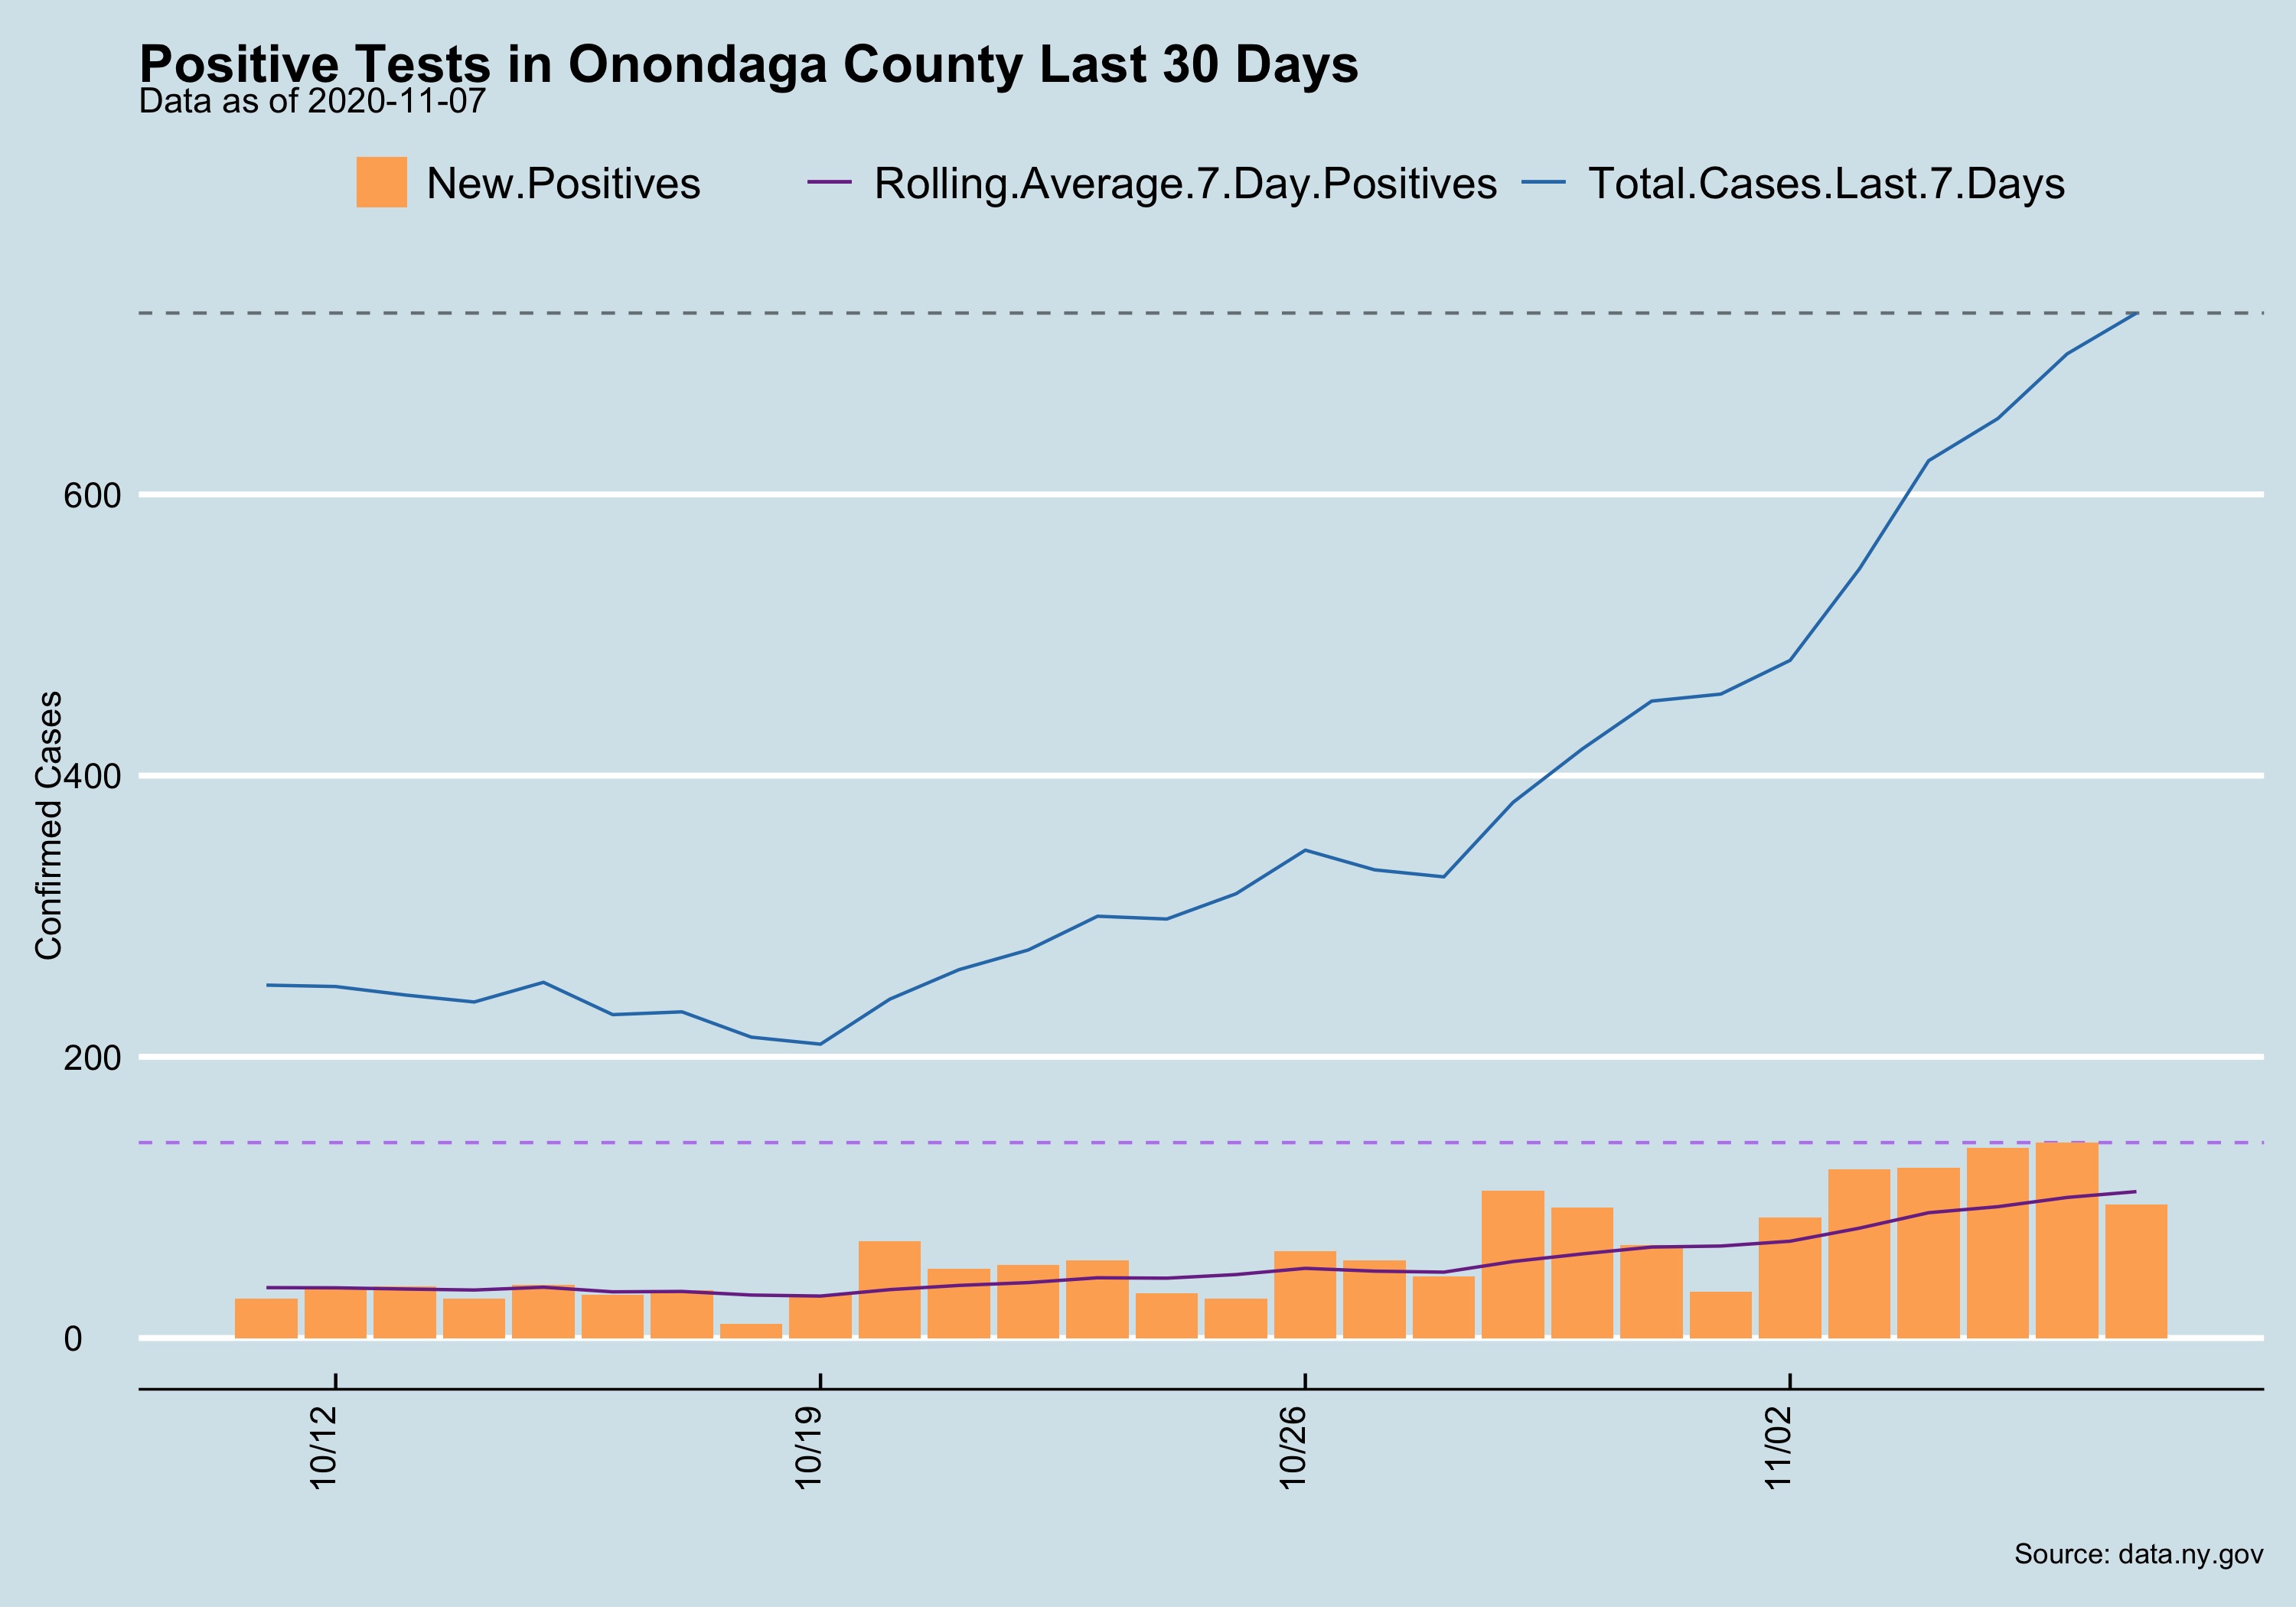 Positive Tests in Onondaga County Last 30 Days
Data as of 2020-11-07
New.Positives
Rolling.Average.7.Day.Positives
Total.Cases.Last.7.Days
Confirmed Cases
600
400
200
0
10/12
10/19
10/26
11/02
Source: data.ny.gov